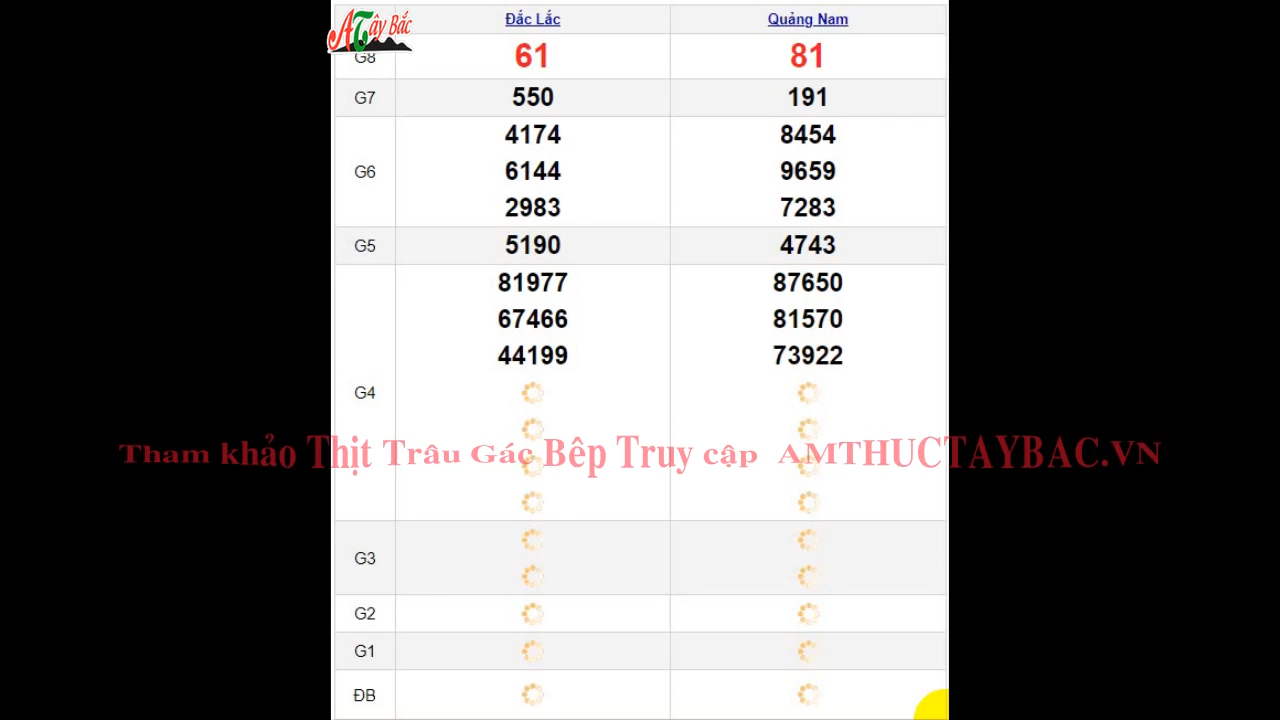 ATây Bắc
Đắc Lắc Quảng Nam
G8 61 81
G7 550 191
4174 8454
G6 6144 9659
2983 7283
G5 5190 4743
81977 87650
67466 81570
44199 73922
G4
Tham khảo Thịt Trâu Gác Bếp Truy cập AMTHUCTAYBAC.VN
G3
G2
G1
ĐB